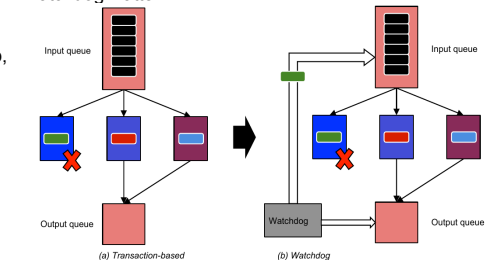 Input queue
Output queue
(a) Transaction-based
Input queue
Watchdog
Output queue
(b) Watchdog